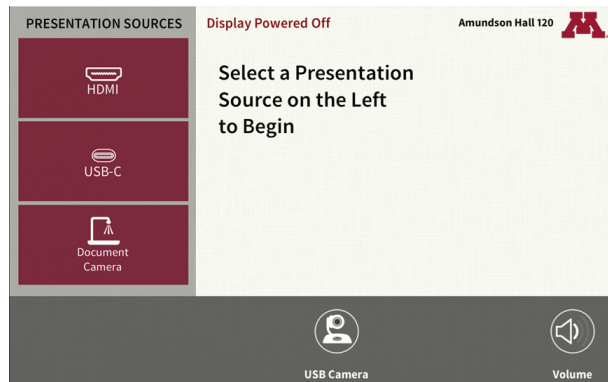 PRESENTATION SOURCES
HDMI
USB-C
Document
Camera
Display Powered Off
Amundson Hall 120
M
Select a Presentation
Source on the Left
to Begin
USB Camera
Volume